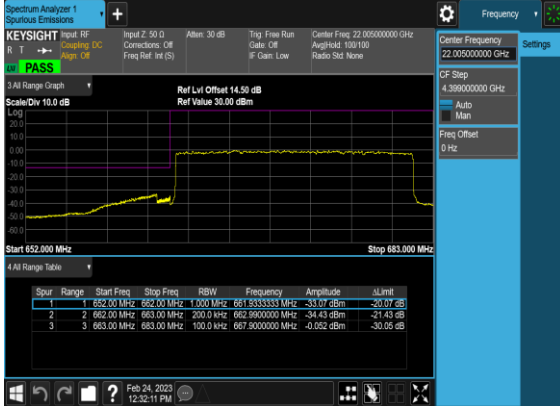 Spectrum Analyzer 1
Spurious Emissions
Frequency
KEYSIGHT
R T
LXI PASS
Input: RF
Coupling: DC
Align: Off
Input Z: 50 Ω
Corrections: Off
Freq Ref: Int (S)
Atten: 30 dB
Trig: Free Run
Gate: Off
IF Gain: Low
Center Freq: 22.005000000 GHz
Avg|Hold: 100/100
Radio Std: None
Center Frequency
22.005000000 GHz
Settings
CF Step
4.399000000 GHz
Auto
Man
Freq Offset
0 Hz
3.All Range Graph
Scale/Div 10.0 dB
Ref Lvl Offset 14.50 dB
Ref Value 30.00 dBm
Log
20.0
10.0
0.00
-10.0
-20.0
-30.0
-40.0
-50.0
-60.0
Start 652.000 MHz Stop 683.000 MHz
4.All Range Table
Spur Range Start Freq Stop Freq RBW Frequency Amplitude ΔLimit
1 1 652.00 MHz 662.00 MHz 1.000 MHz 661.9333333 MHz -33.07 dBm -20.07 dB
2 2 662.00 MHz 663.00 MHz 200.0 kHz 662.9900000 MHz -34.43 dBm -21.43 dB
3 3 663.00 MHz 683.00 MHz 100.0 kHz 667.9000000 MHz -0.052 dBm -30.05 dB
Feb 24, 2023
12:32:11 PM